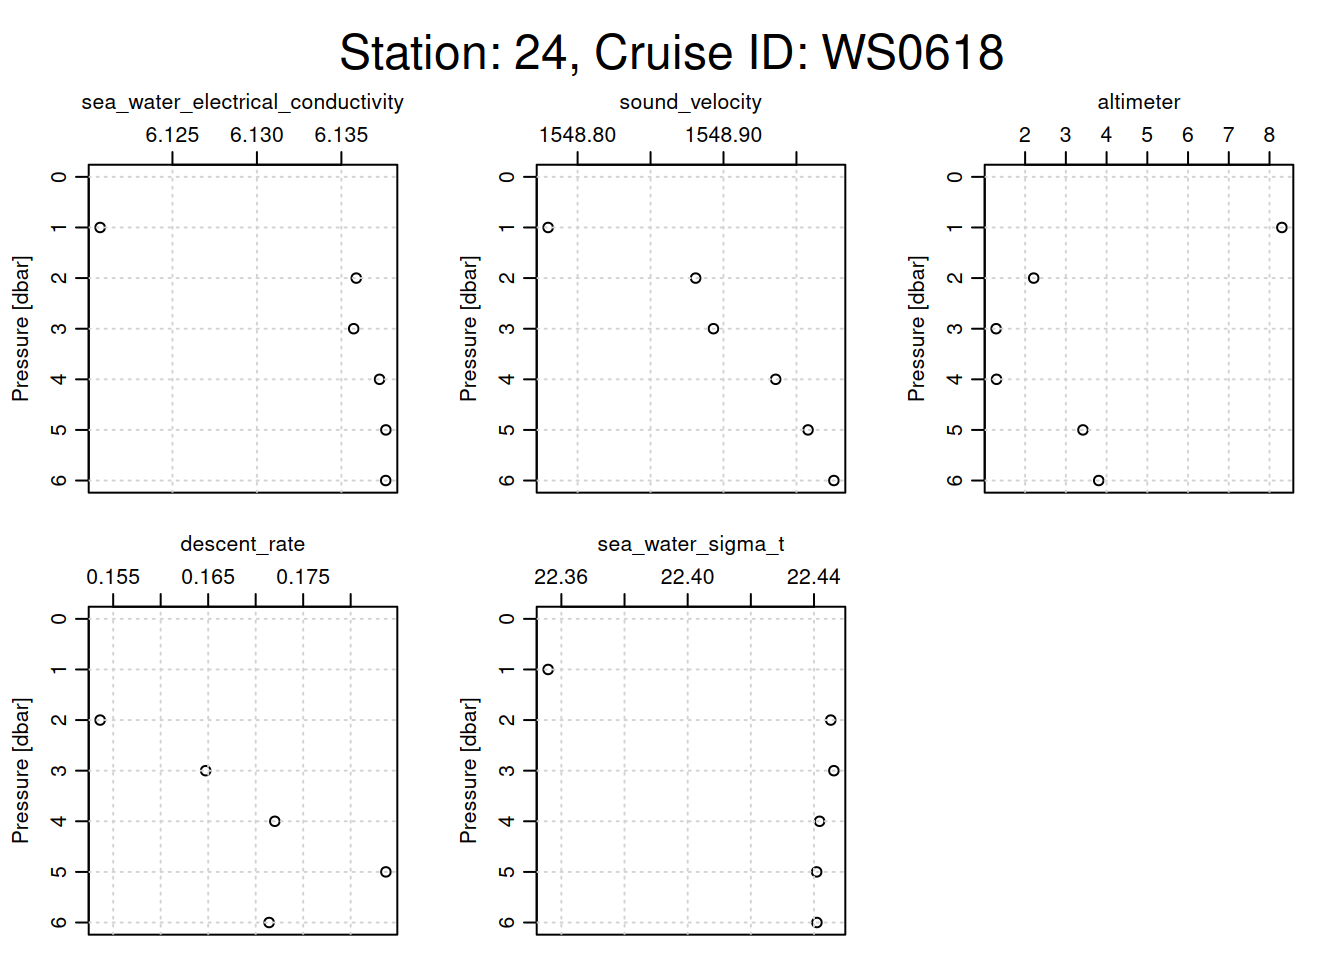 Station: 24, Cruise ID: WS0618
sea_water_electrical_conductivity
6.125 6.130 6.135
Pressure [dbar]
0
1
2
3
4
5
6
sound_velocity
1548.80 1548.90
Pressure [dbar]
0
1
2
3
4
5
6
altimeter
2 3 4 5 6 7 8
Pressure [dbar]
0
1
2
3
4
5
6
descent_rate
0.155 0.165 0.175
Pressure [dbar]
0
1
2
3
4
5
6
sea_water_sigma_t
22.36 22.40 22.44
Pressure [dbar]
0
1
2
3
4
5
6